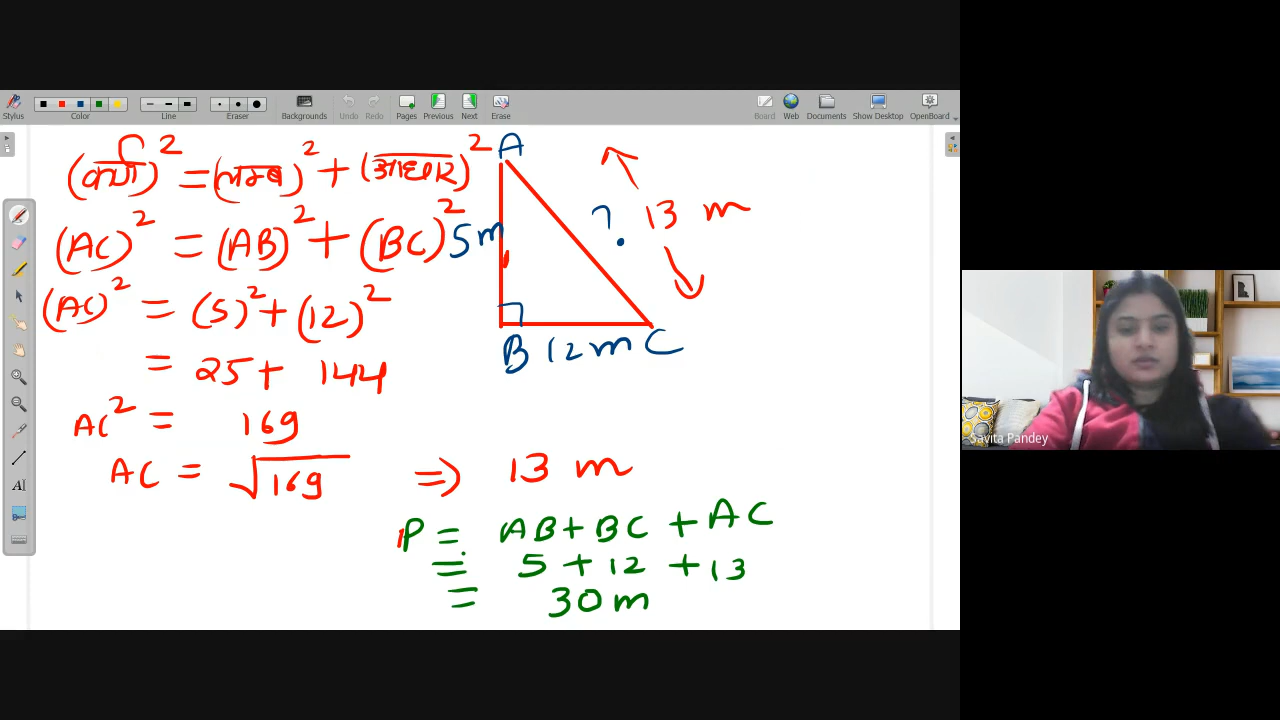 Stylus Color Line Eraser Backgrounds Undo Redo Pages Previous Next Erase Board Web Documents Show Desktop OpenBoard
(कर्ण)² = (लम्ब)² + (आधार)²
(AC)² = (AB)² + (BC)²
(AC)² = (5)² + (12)²
= 25 + 144
AC² = 169
AC = √169 ⇒ 13 m
A
5m
?
13 m
B 12m C
P = AB + BC + AC
= 5 + 12 + 13
= 30 m
Savita Pandey